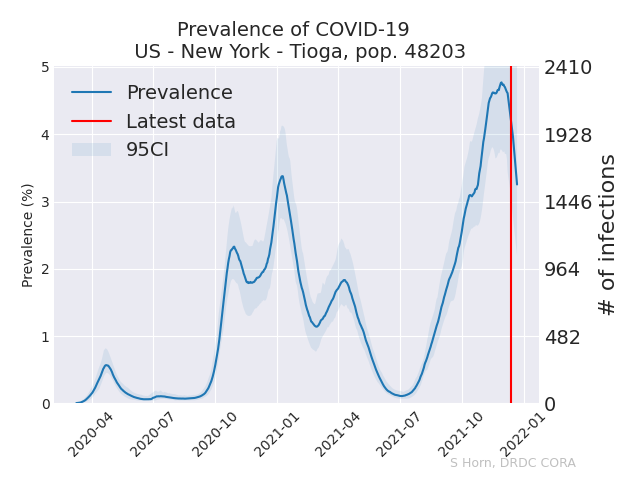 Prevalence of COVID-19
US - New York - Tioga, pop. 48203
Prevalence
Latest data
95CI
Prevalence (%)
5
4
3
2
1
0
2410
1928
1446
964
482
0
# of infections
2020-04
2020-07
2020-10
2021-01
2021-04
2021-07
2021-10
2022-01
S Horn, DRDC CORA